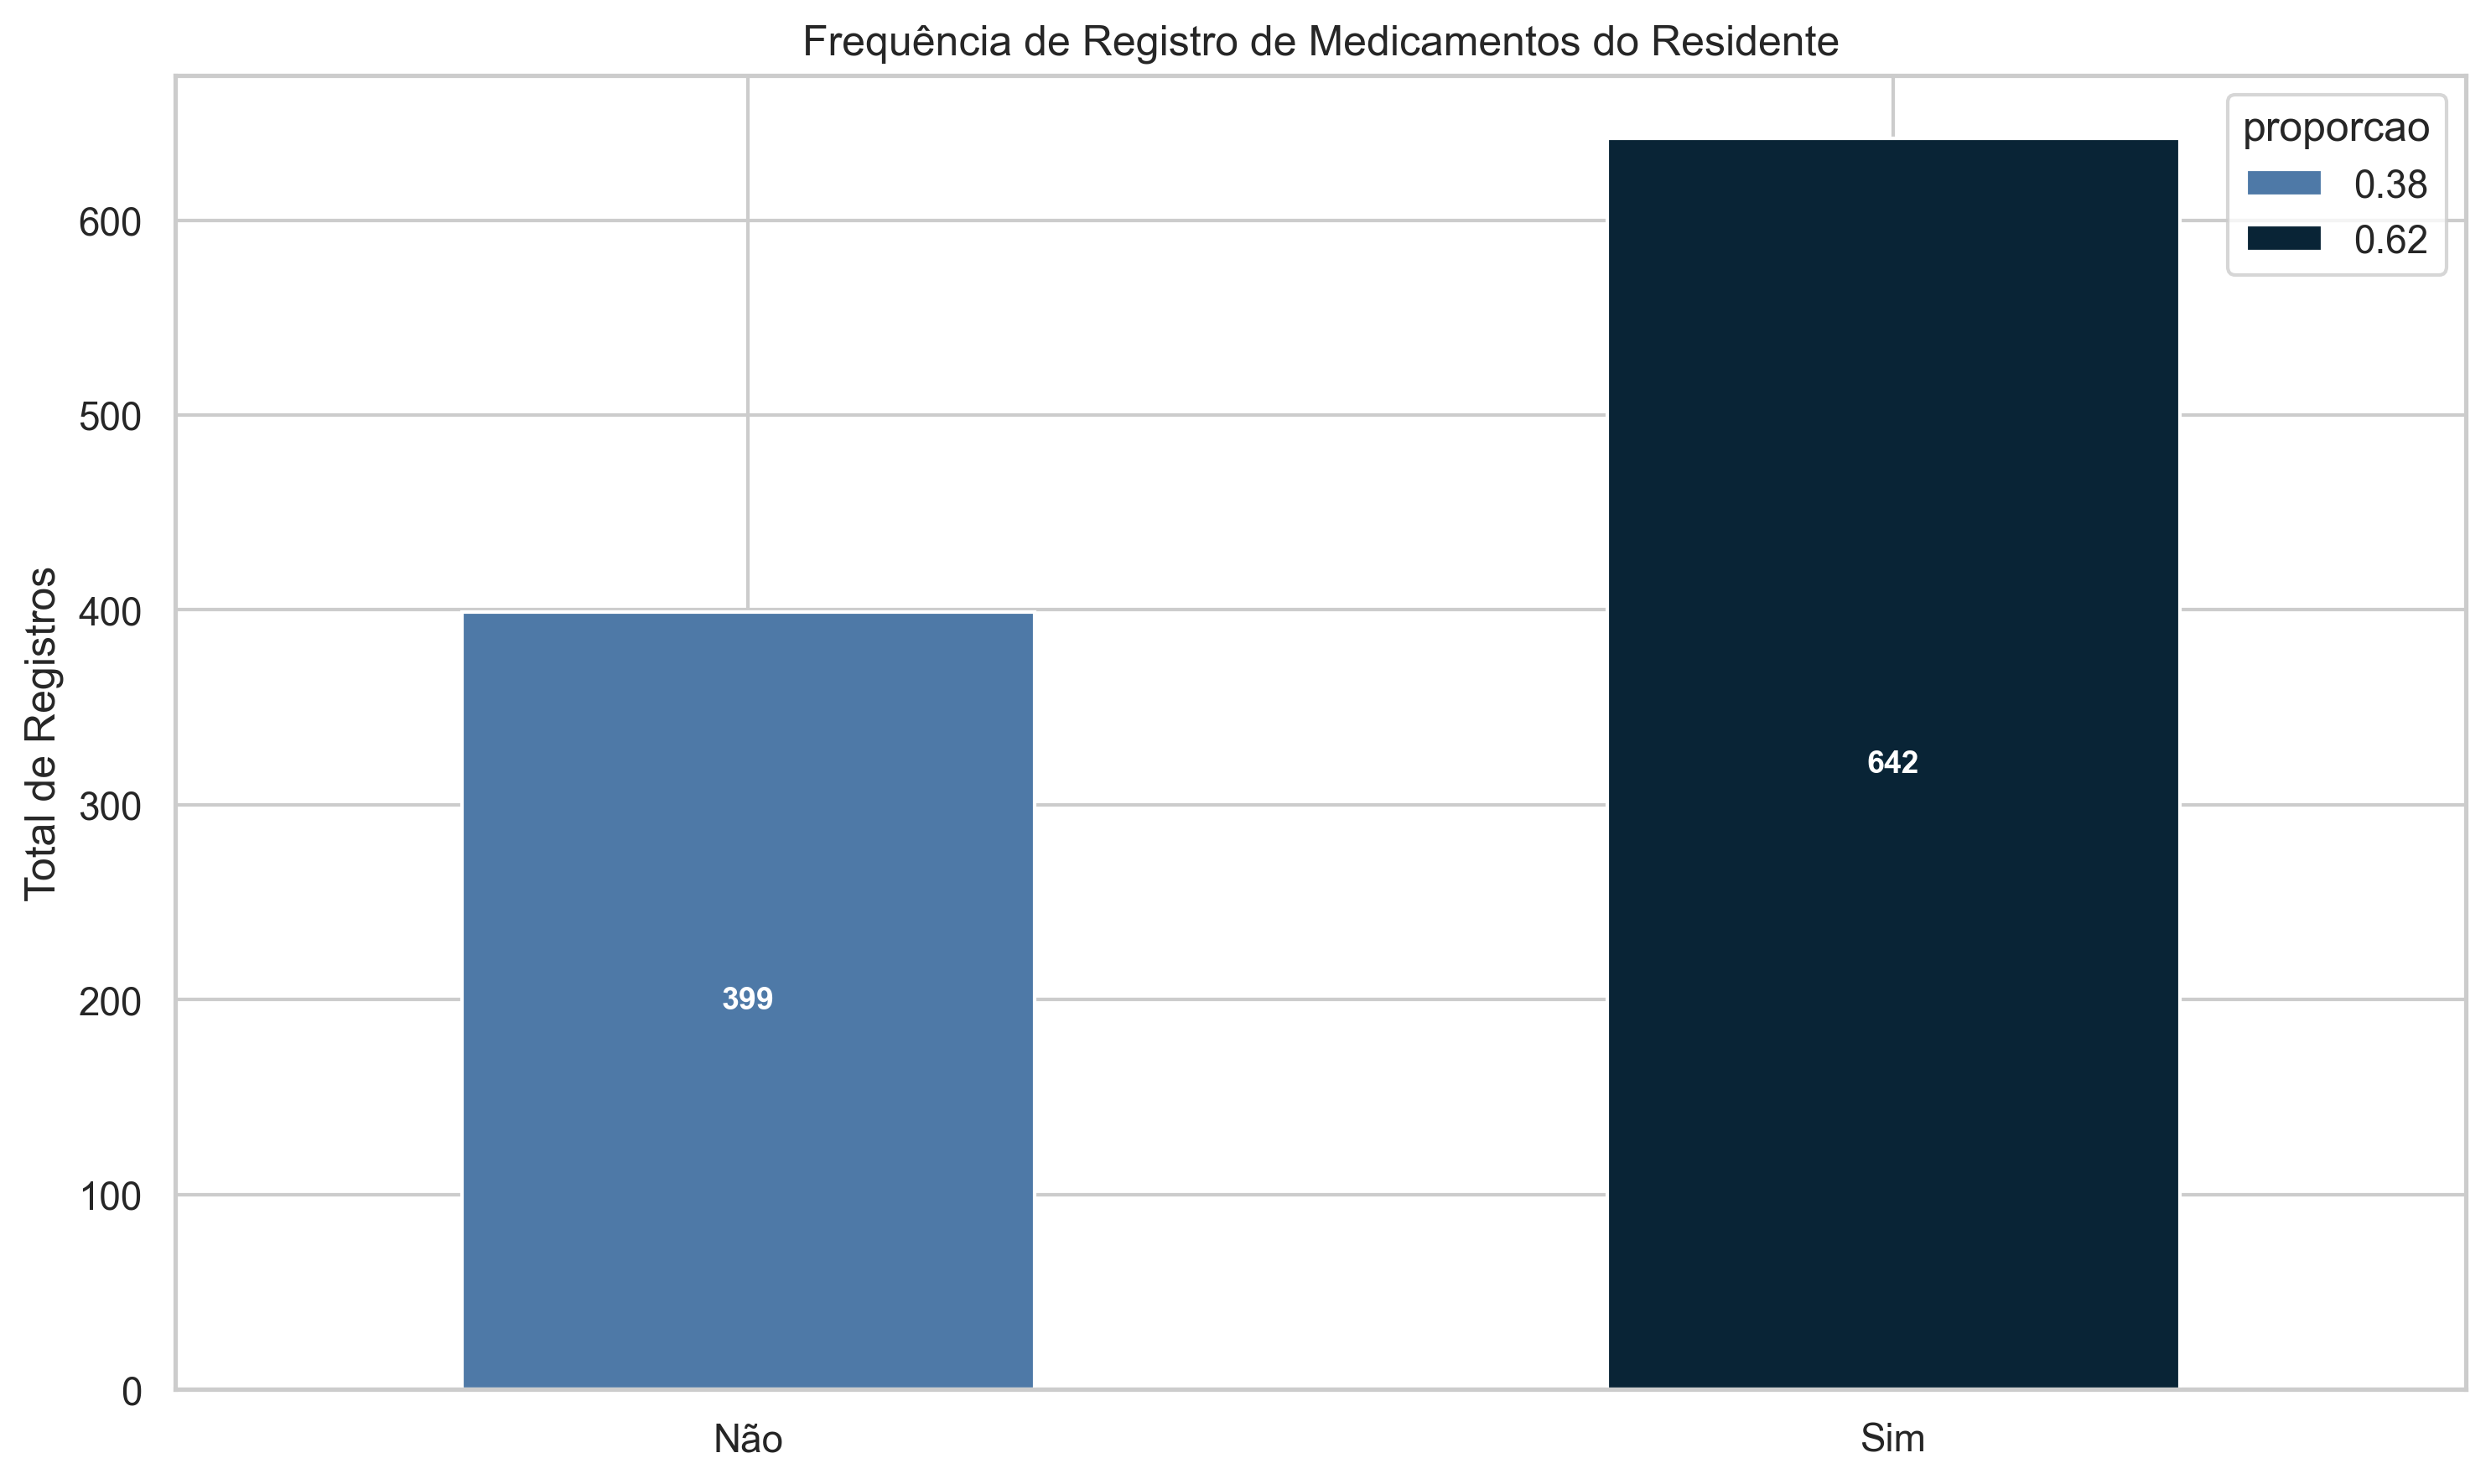 Frequência de Registro de Medicamentos do Residente
proporcao
0.38
0.62
Total de Registros
600
500
400
300
200
100
0
642
399
Não
Sim